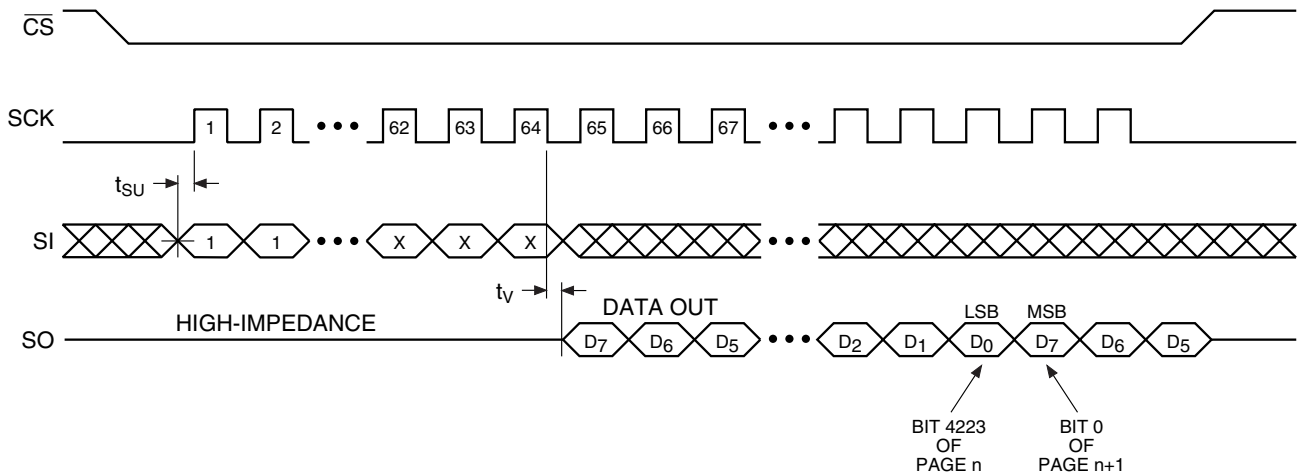 CS
SCK 1 2 ••• 62 63 64 65 66 67 •••
tSU
SI 1 1 ••• X X X •••
tV
HIGH-IMPEDANCE DATA OUT LSB MSB
SO D7 D6 D5 ••• D2 D1 D0 D7 D6 D5
BIT 4223
OF
PAGE n
BIT 0
OF
PAGE n+1